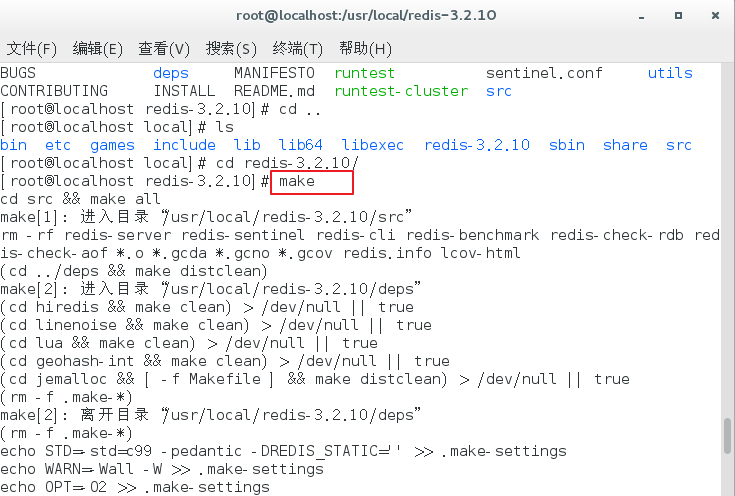 root@localhost:/usr/local/redis-3.2.10
文件(F) 编辑(E) 查看(V) 搜索(S) 终端(T) 帮助(H)
BUGS deps MANIFESTO runtest sentinel.conf utils
CONTRIBUTING INSTALL README.md runtest-cluster src
[root@localhost redis-3.2.10]# cd ..
[root@localhost local]# ls
bin etc games include lib lib64 libexec redis-3.2.10 sbin share src
[root@localhost local]# cd redis-3.2.10/
[root@localhost redis-3.2.10]# make
cd src && make all
make[1]: 进入目录“/usr/local/redis-3.2.10/src”
rm -rf redis-server redis-sentinel redis-cli redis-benchmark redis-check-rdb red
is-check-aof *.o *.gcda *.gcno *.gcov redis.info lcov-html
(cd ../deps && make distclean)
make[2]: 进入目录“/usr/local/redis-3.2.10/deps”
(cd hiredis && make clean) > /dev/null || true
(cd linenoise && make clean) > /dev/null || true
(cd lua && make clean) > /dev/null || true
(cd geohash-int && make clean) > /dev/null || true
(cd jemalloc && [ -f Makefile ] && make distclean) > /dev/null || true
(rm -f .make-*)
make[2]: 离开目录“/usr/local/redis-3.2.10/deps”
(rm -f .make-*)
echo STD=-std=c99 -pedantic -DREDIS_STATIC='' >> .make-settings
echo WARN=-Wall -W >> .make-settings
echo OPT=-O2 >> .make-settings